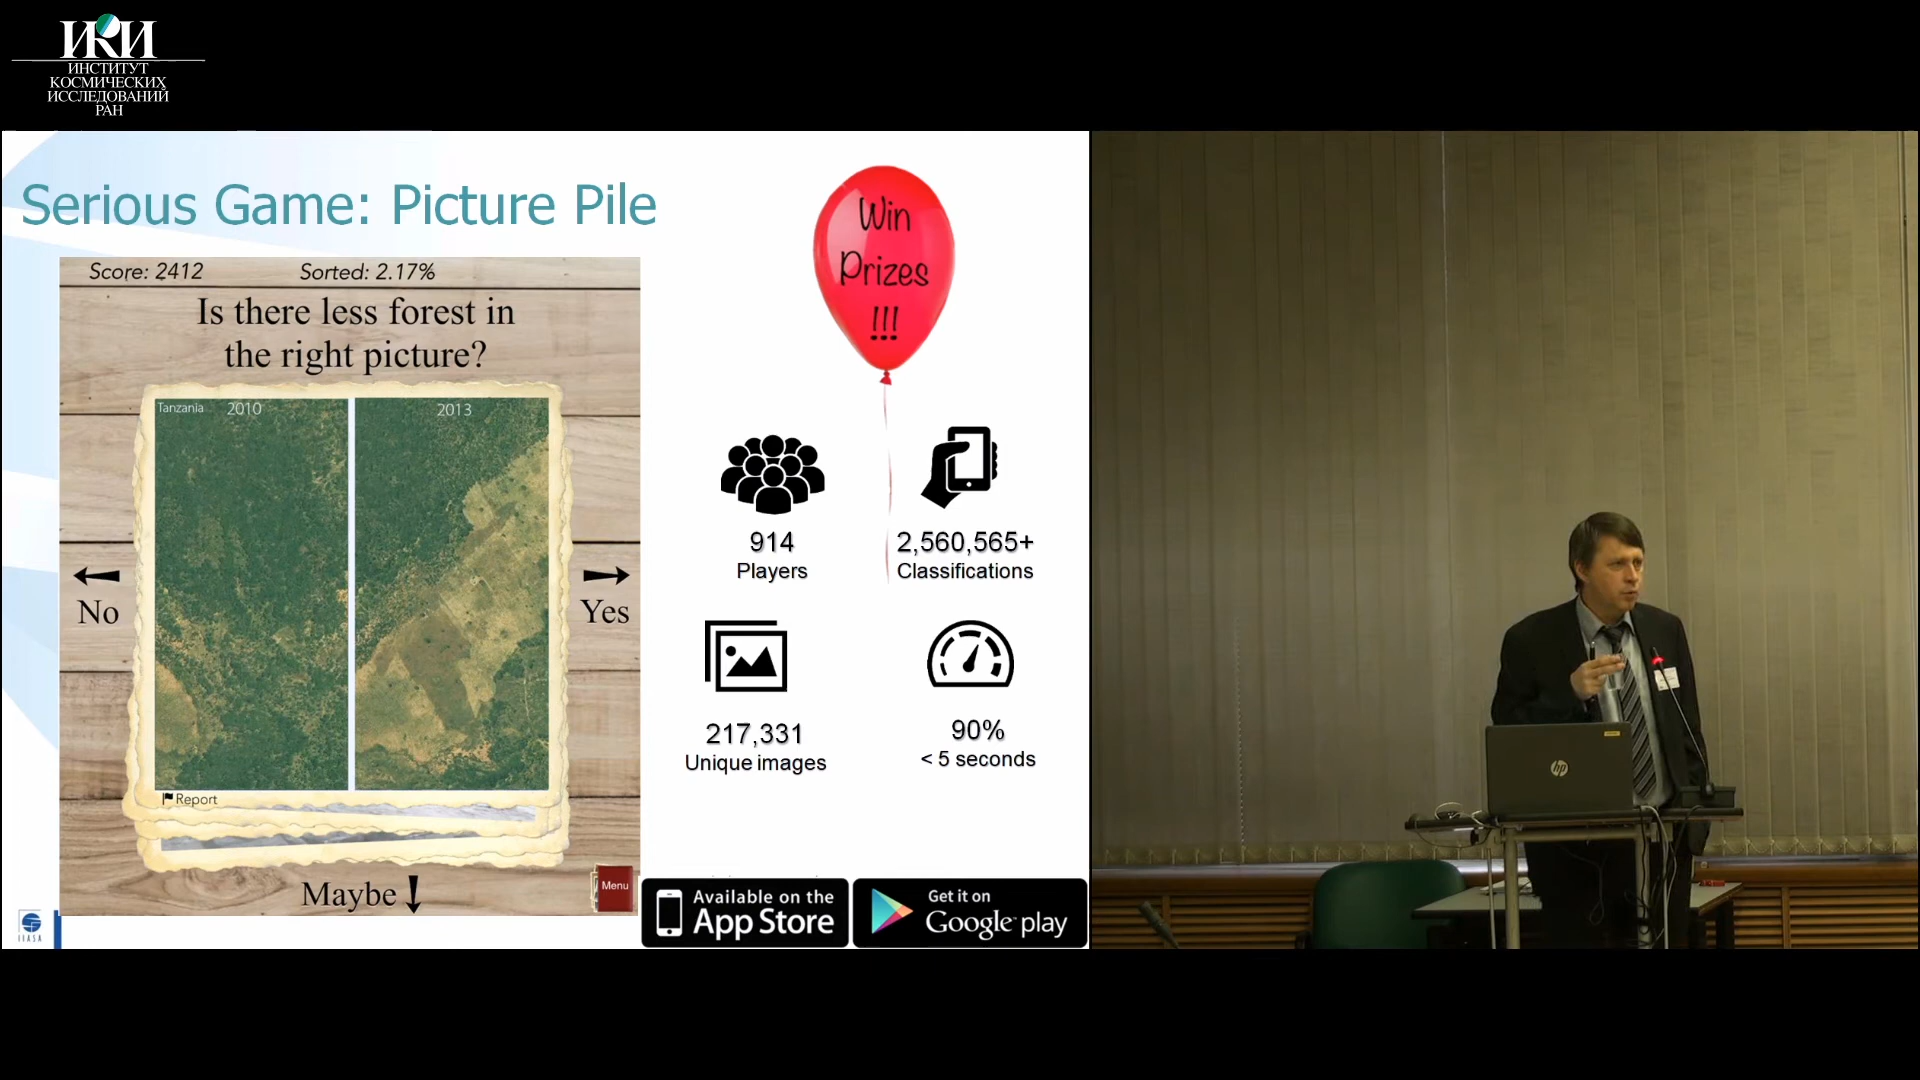 ИКИ
ИНСТИТУТ
КОСМИЧЕСКИХ
ИССЛЕДОВАНИЙ
РАН
Serious Game: Picture Pile
Score: 2412 Sorted: 2.17%
Is there less forest in
the right picture?
Tanzania 2010 2013
No
Yes
Report
Maybe
Menu
IIASA
Win
Prizes
!!!
914
Players
2,560,565+
Classifications
217,331
Unique images
90%
< 5 seconds
Available on the
App Store
Get it on
Google play
hp